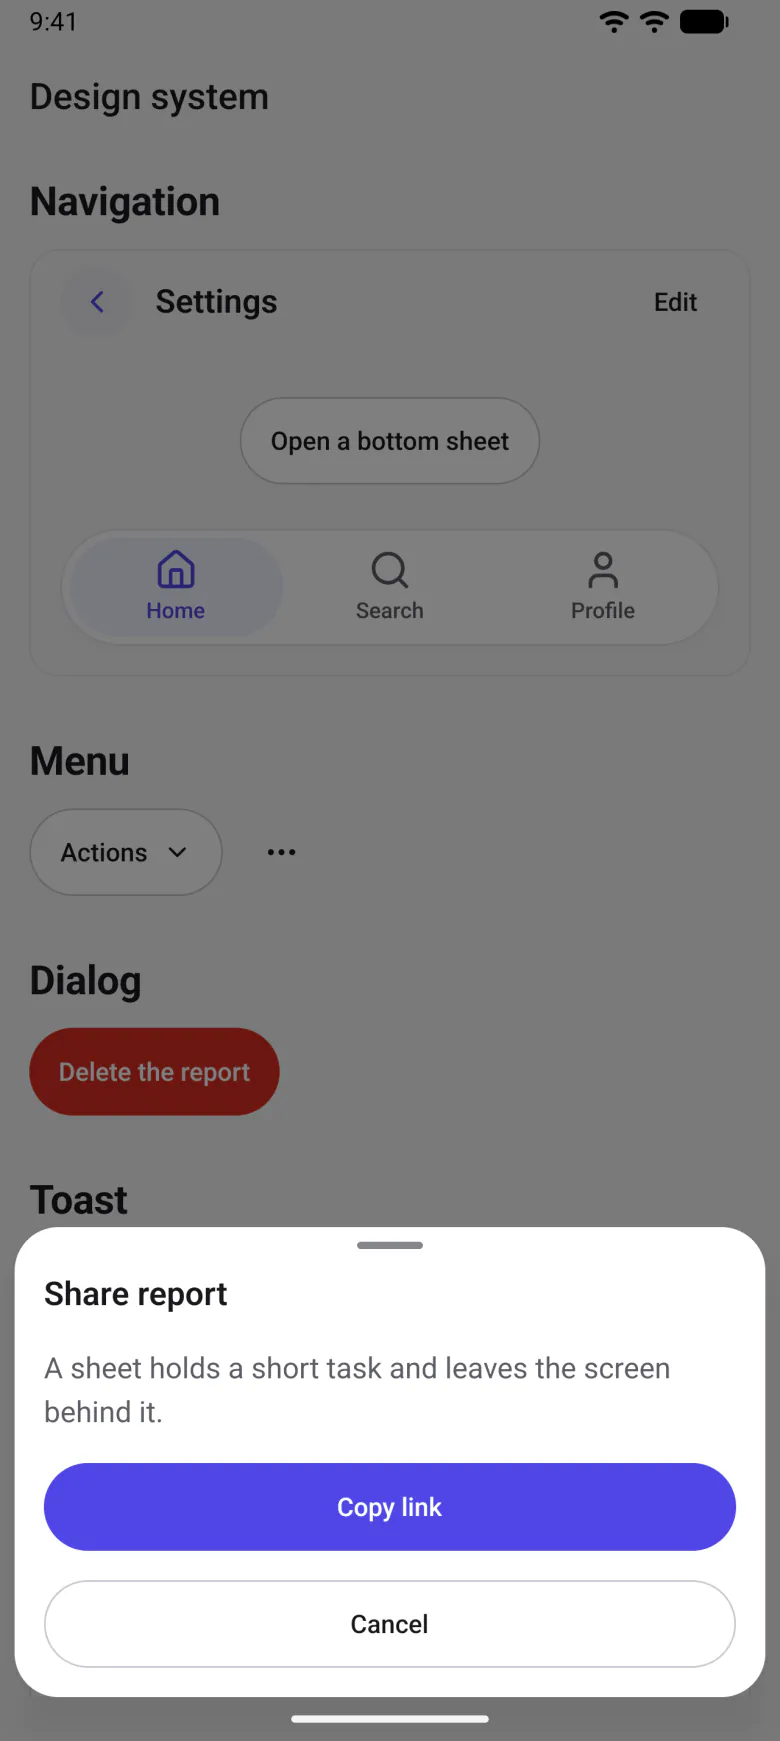 9:41
Design system
Navigation
Settings
Edit
Open a bottom sheet
Home
Search
Profile
Menu
Actions
Dialog
Delete the report
Toast
Share report
A sheet holds a short task and leaves the screen
behind it.
Copy link
Cancel